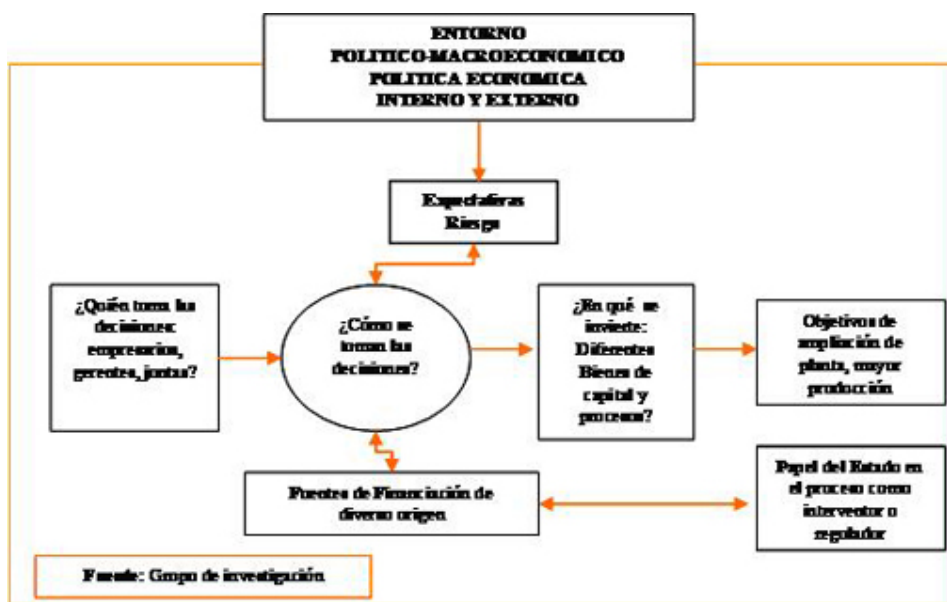 ENTORNO
POLITICO-MACROECONOMICO
POLITICA ECONOMICA
INTERNO Y EXTERNO
Expectativas
Riesgo
¿Quién toma las
decisiones:
empresarios,
gerentes, juntas?
¿Cómo se
toman las
decisiones?
¿En qué se
invierte:
Diferentes
Bienes de
capital y
procesos?
Objetivos de
ampliación de
planta, mayor
producción
Fuentes de Financiación de
diverso origen
Papel del Estado en
el proceso como
interventor o
regulador
Fuente: Grupo de investigación